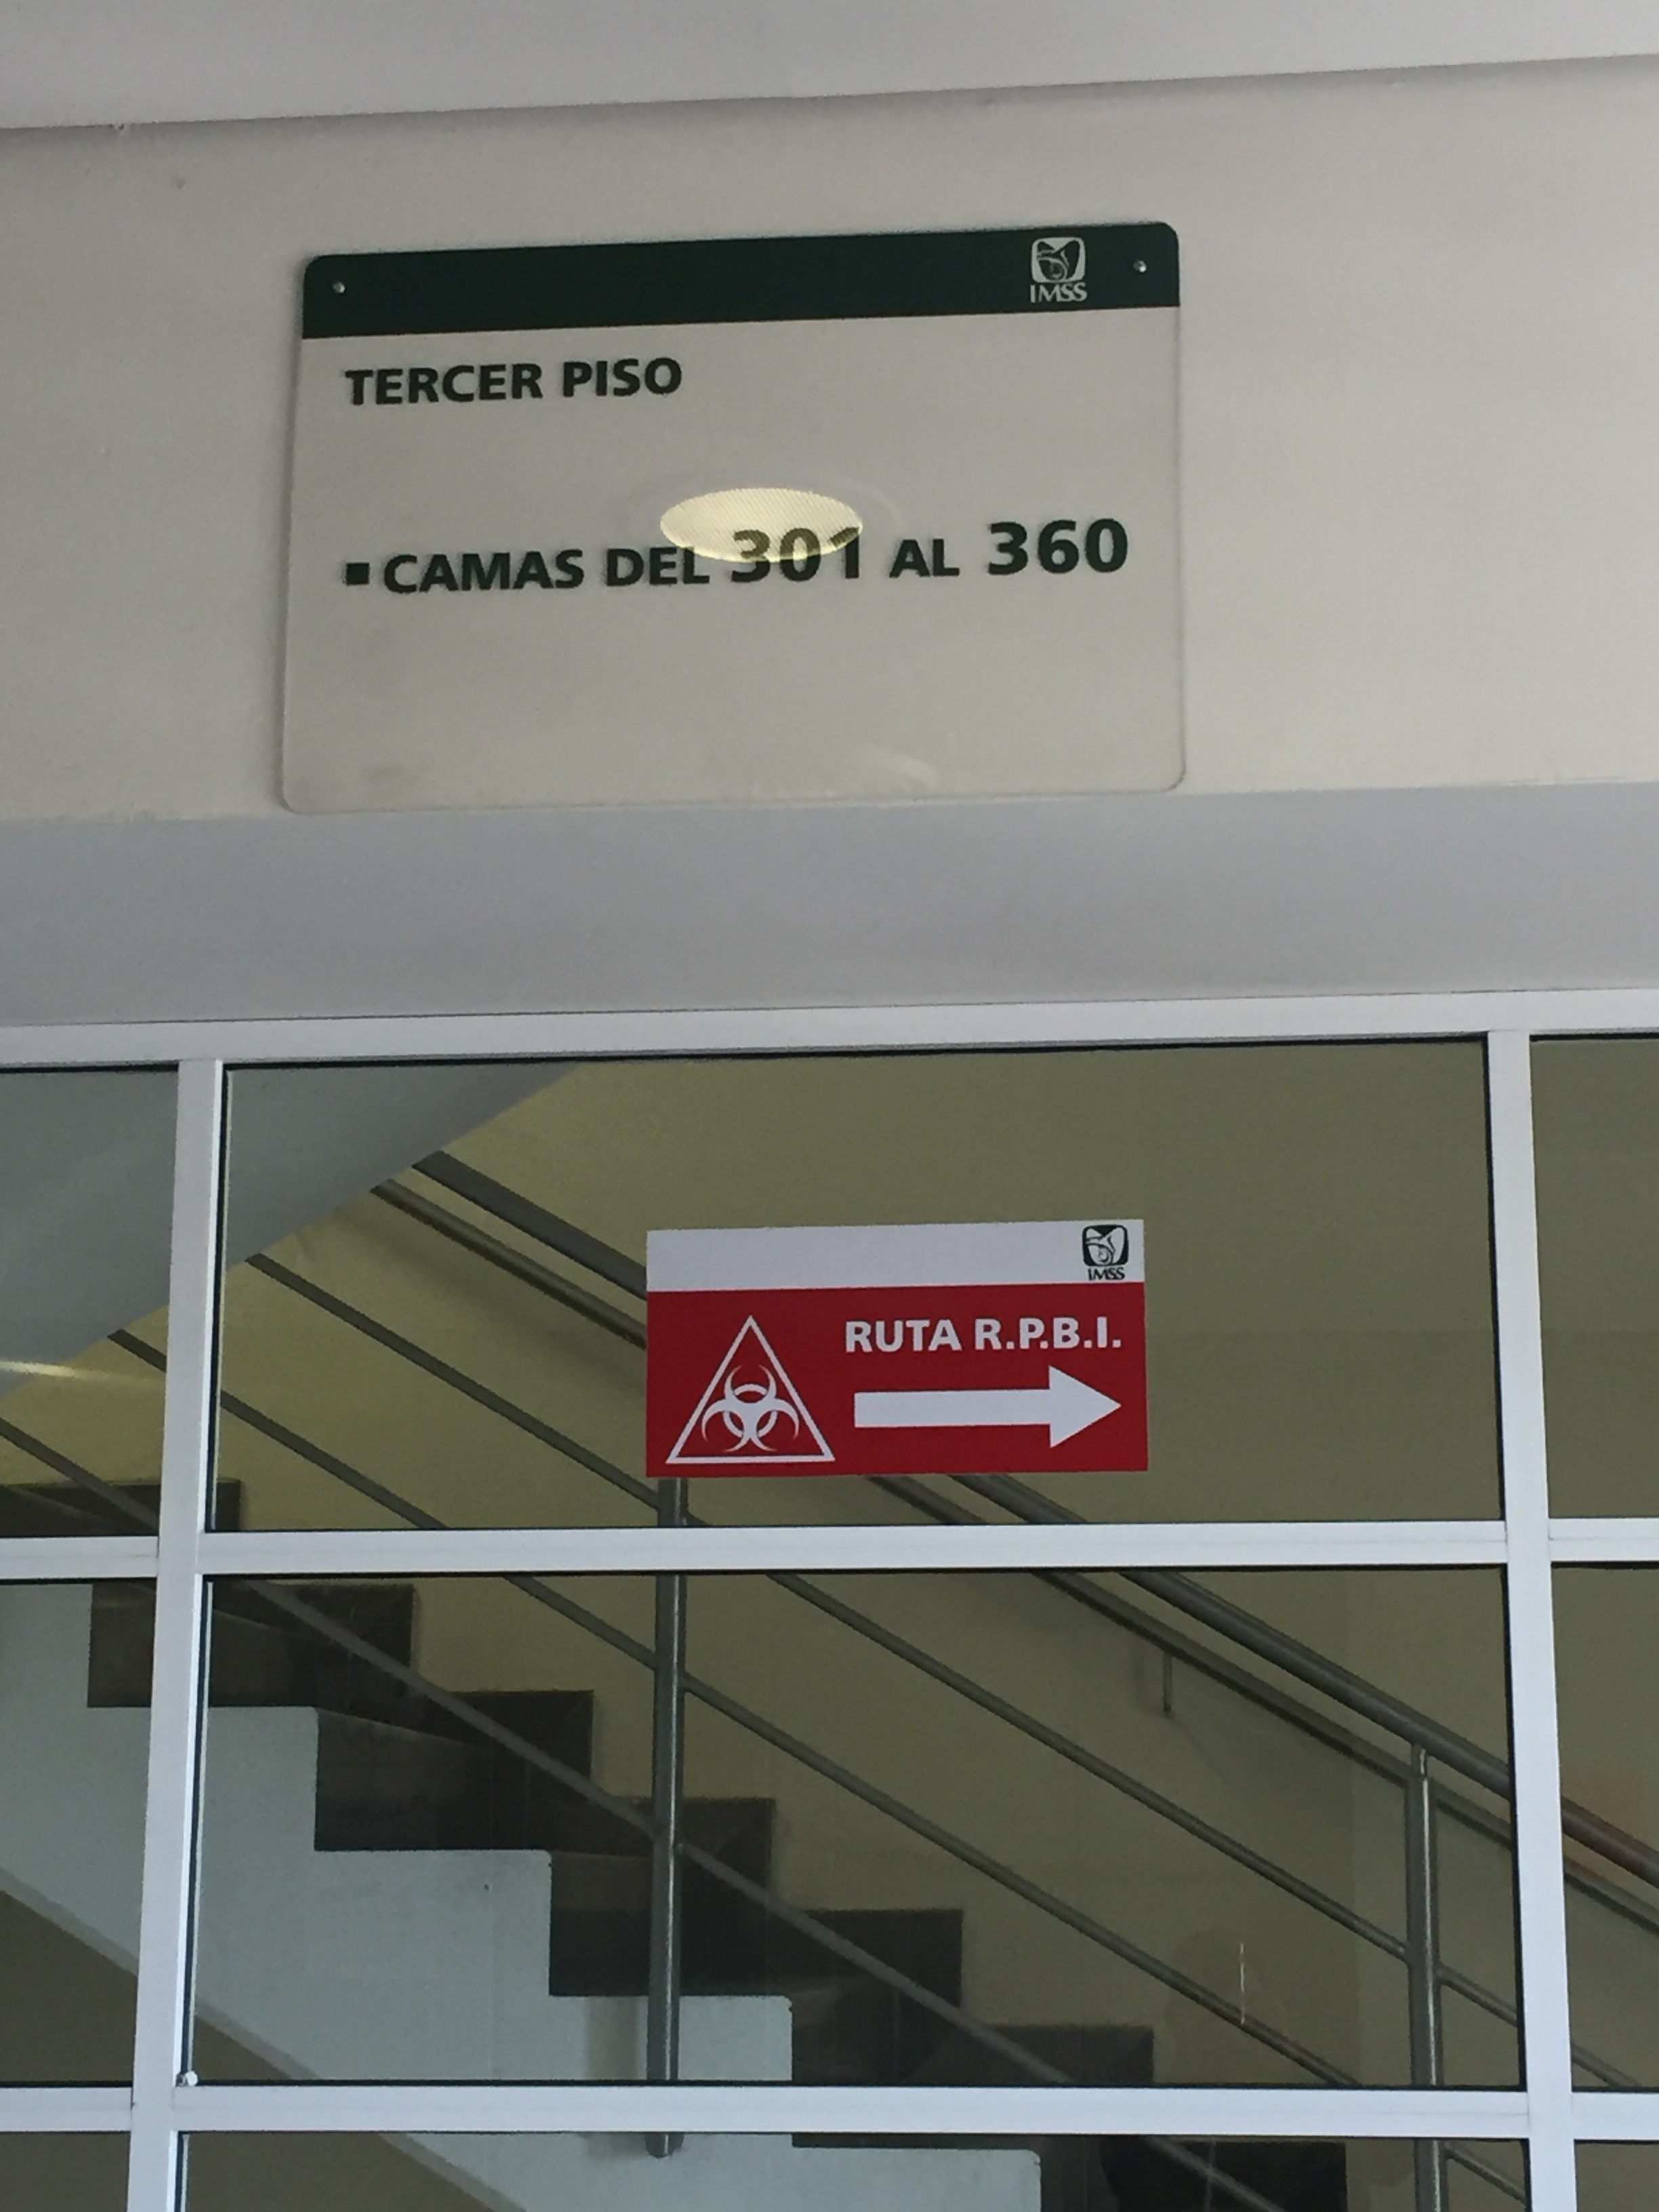 IMSS
TERCER PISO
▪ CAMAS DEL 301 AL 360
IMSS
RUTA R.P.B.I.